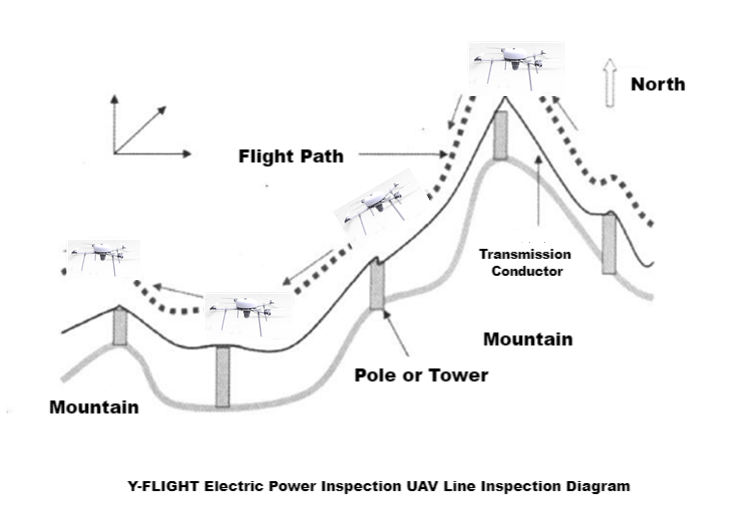 North
Flight Path
Transmission
Conductor
Mountain
Pole or Tower
Mountain
Y-FLIGHT Electric Power Inspection UAV Line Inspection Diagram